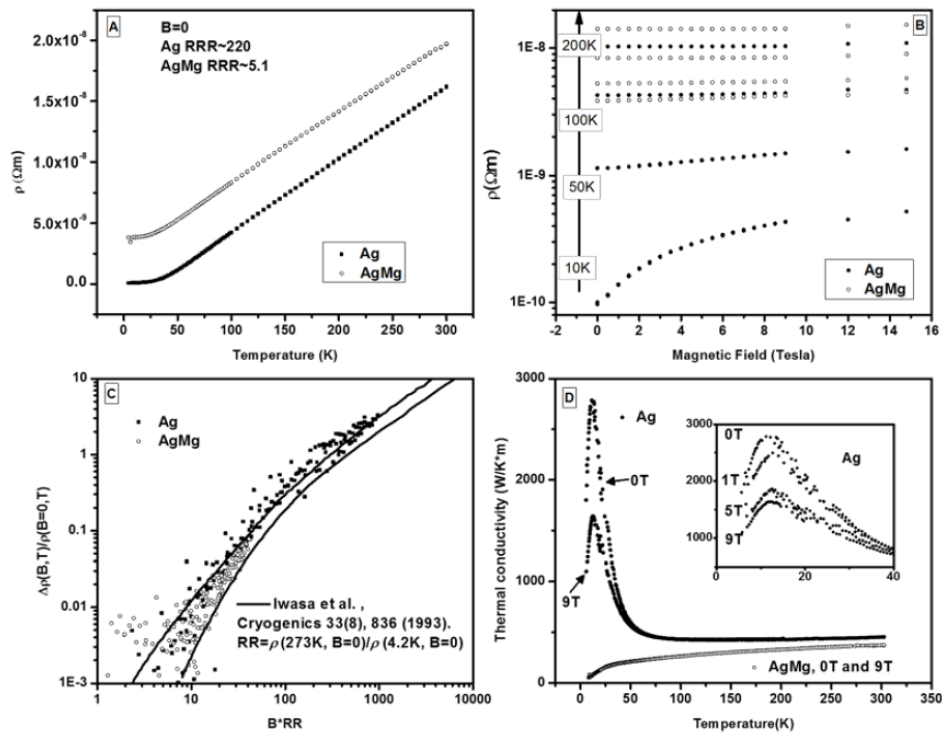 A
B=0
Ag RRR~220
AgMg RRR~5.1
2.0x10-8
1.5x10-8
1.0x10-8
5.0x10-9
0.0
ρ (Ωm)
Ag
AgMg
0 50 100 150 200 250 300
Temperature (K)
B
1E-8
1E-9
1E-10
ρ(Ωm)
200K
100K
50K
10K
Ag
AgMg
0 2 4 6 8 10 12 14 16
Magnetic Field (Tesla)
C
10
1
0.1
0.01
1E-3
Δρ(B,T)/ρ(B=0,T)
Ag
AgMg
Iwasa et al. ,
Cryogenics 33(8), 836 (1993).
RR=ρ(273K, B=0)/ρ (4.2K, B=0)
1 10 100 1000 10000
B*RR
D
3000
2000
1000
0
Thermal conductivity (W/K*m)
Ag
0T
9T
3000
2000
1000
0T
1T
5T
9T
Ag
0 20 40
AgMg, 0T and 9T
0 50 100 150 200 250 300 350
Temperature(K)